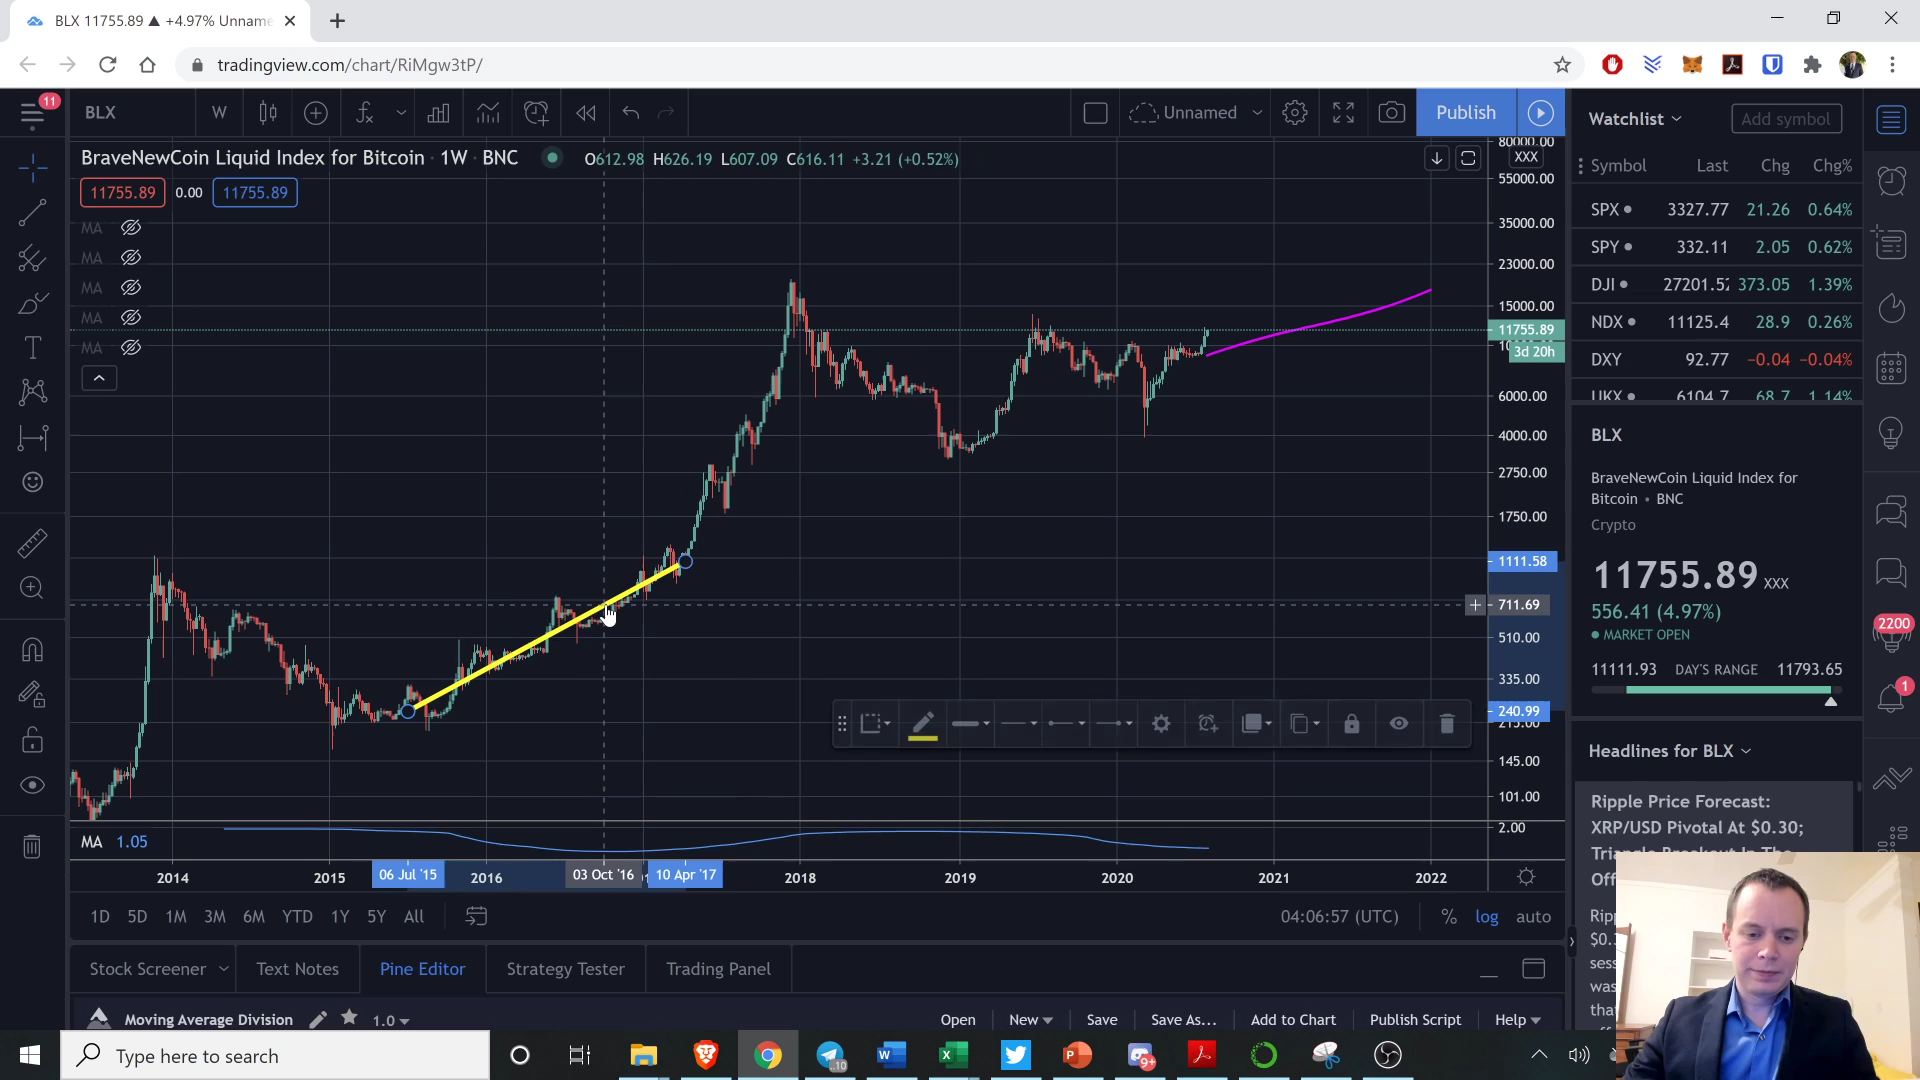 BLX 11755.89 ▲ +4.97% Unname
tradingview.com/chart/RiMgw3tP/
11
BLX
W
Unnamed
Publish
BraveNewCoin Liquid Index for Bitcoin · 1W · BNC
O612.98 H626.19 L607.09 C616.11 +3.21 (+0.52%)
XXX
11755.89 0.00 11755.89
MA
MA
MA
MA
MA
80000.00
55000.00
35000.00
23000.00
15000.00
11755.89
3d 20h
6000.00
4000.00
2750.00
1750.00
1111.58
711.69
510.00
335.00
240.99
215.00
145.00
101.00
2.00
MA 1.05
2014
2015
06 Jul '15
2016
03 Oct '16
10 Apr '17
2018
2019
2020
2021
2022
1D 5D 1M 3M 6M YTD 1Y 5Y All
04:06:57 (UTC) % log auto
Stock Screener
Text Notes
Pine Editor
Strategy Tester
Trading Panel
Moving Average Division 1.0
Open New Save Save As... Add to Chart Publish Script Help
Watchlist
Add symbol
Symbol Last Chg Chg%
SPX 3327.77 21.26 0.64%
SPY 332.11 2.05 0.62%
DJI 27201.52 373.05 1.39%
NDX 11125.4 28.9 0.26%
DXY 92.77 −0.04 −0.04%
UKX 6104.7 68.7 1.14%
BLX
BraveNewCoin Liquid Index for
Bitcoin • BNC
Crypto
11755.89 XXX
556.41 (4.97%)
MARKET OPEN
11111.93 DAY'S RANGE 11793.65
Headlines for BLX
Ripple Price Forecast:
XRP/USD Pivotal At $0.30;
Triangle Breakout In The
2200
1
Type here to search
10
9+